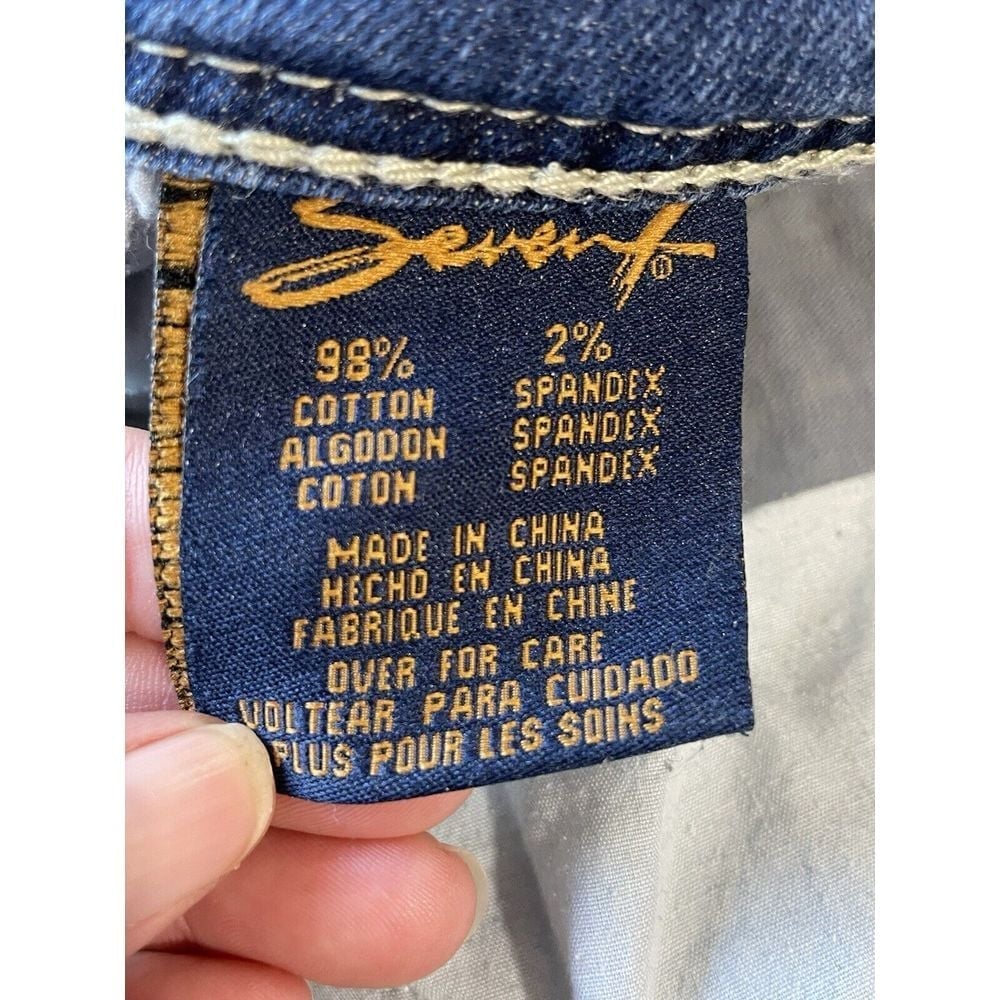 Seven7®
98% 2%
COTTON SPANDEX
ALGODON SPANDEX
COTON SPANDEX
MADE IN CHINA
HECHO EN CHINA
FABRIQUE EN CHINE
OVER FOR CARE
VOLTEAR PARA CUIDADO
PLUS POUR LES SOINS